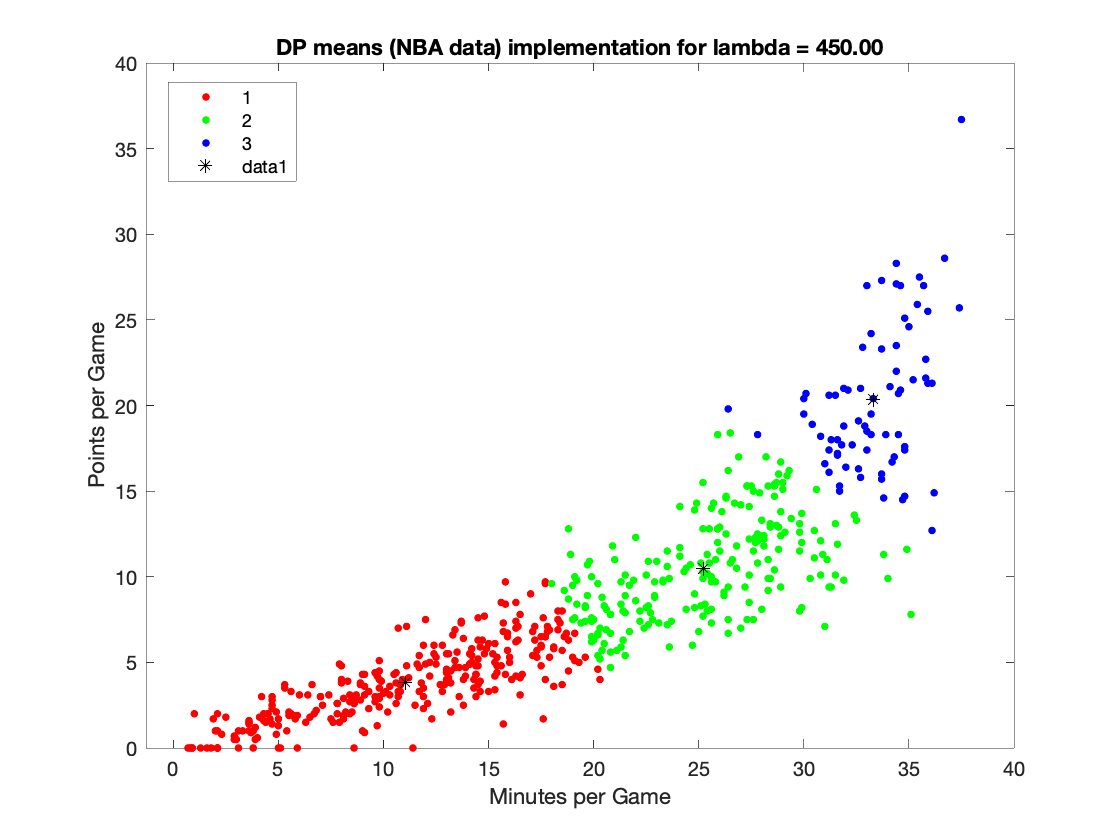 DP means (NBA data) implementation for lambda = 450.00
40
35
30
25
20
15
10
5
0
Points per Game
1
2
3
data1
0 5 10 15 20 25 30 35 40
Minutes per Game